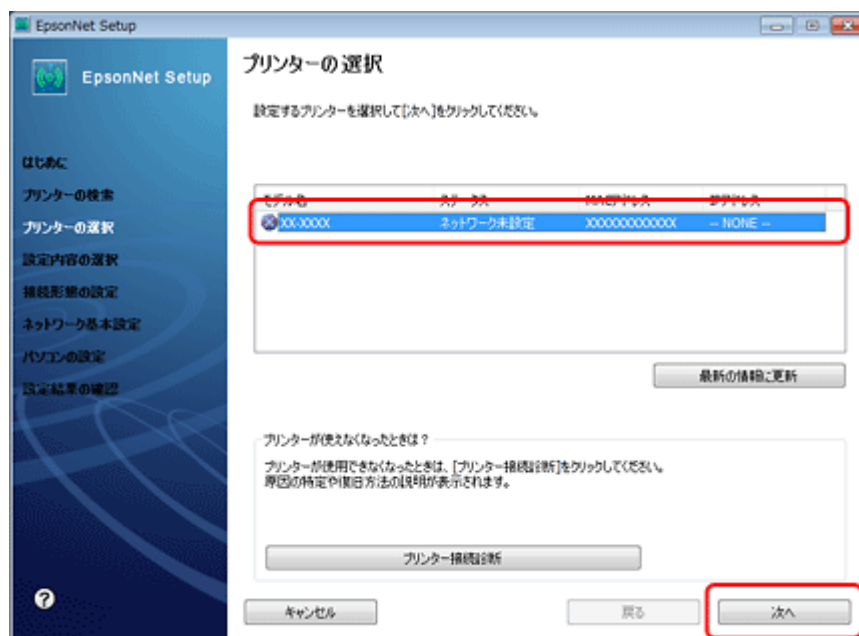 EpsonNet Setup
EpsonNet Setup
はじめに
プリンターの検索
プリンターの選択
設定内容の選択
接続形態の設定
ネットワーク基本設定
パソコンの設定
設定結果の確認
プリンターの選択
設定するプリンターを選択して[次へ]をクリックしてください。
モデル名 ステータス MACアドレス IPアドレス
XX-XXXX ネットワーク未設定 XXXXXXXXXXXX -- NONE --
最新の情報に更新
プリンターが使えなくなったときは?
プリンターが使用できなくなったときは、[プリンター接続診断]をクリックしてください。
原因の特定や復旧方法の説明が表示されます。
プリンター接続診断
キャンセル 戻る 次へ